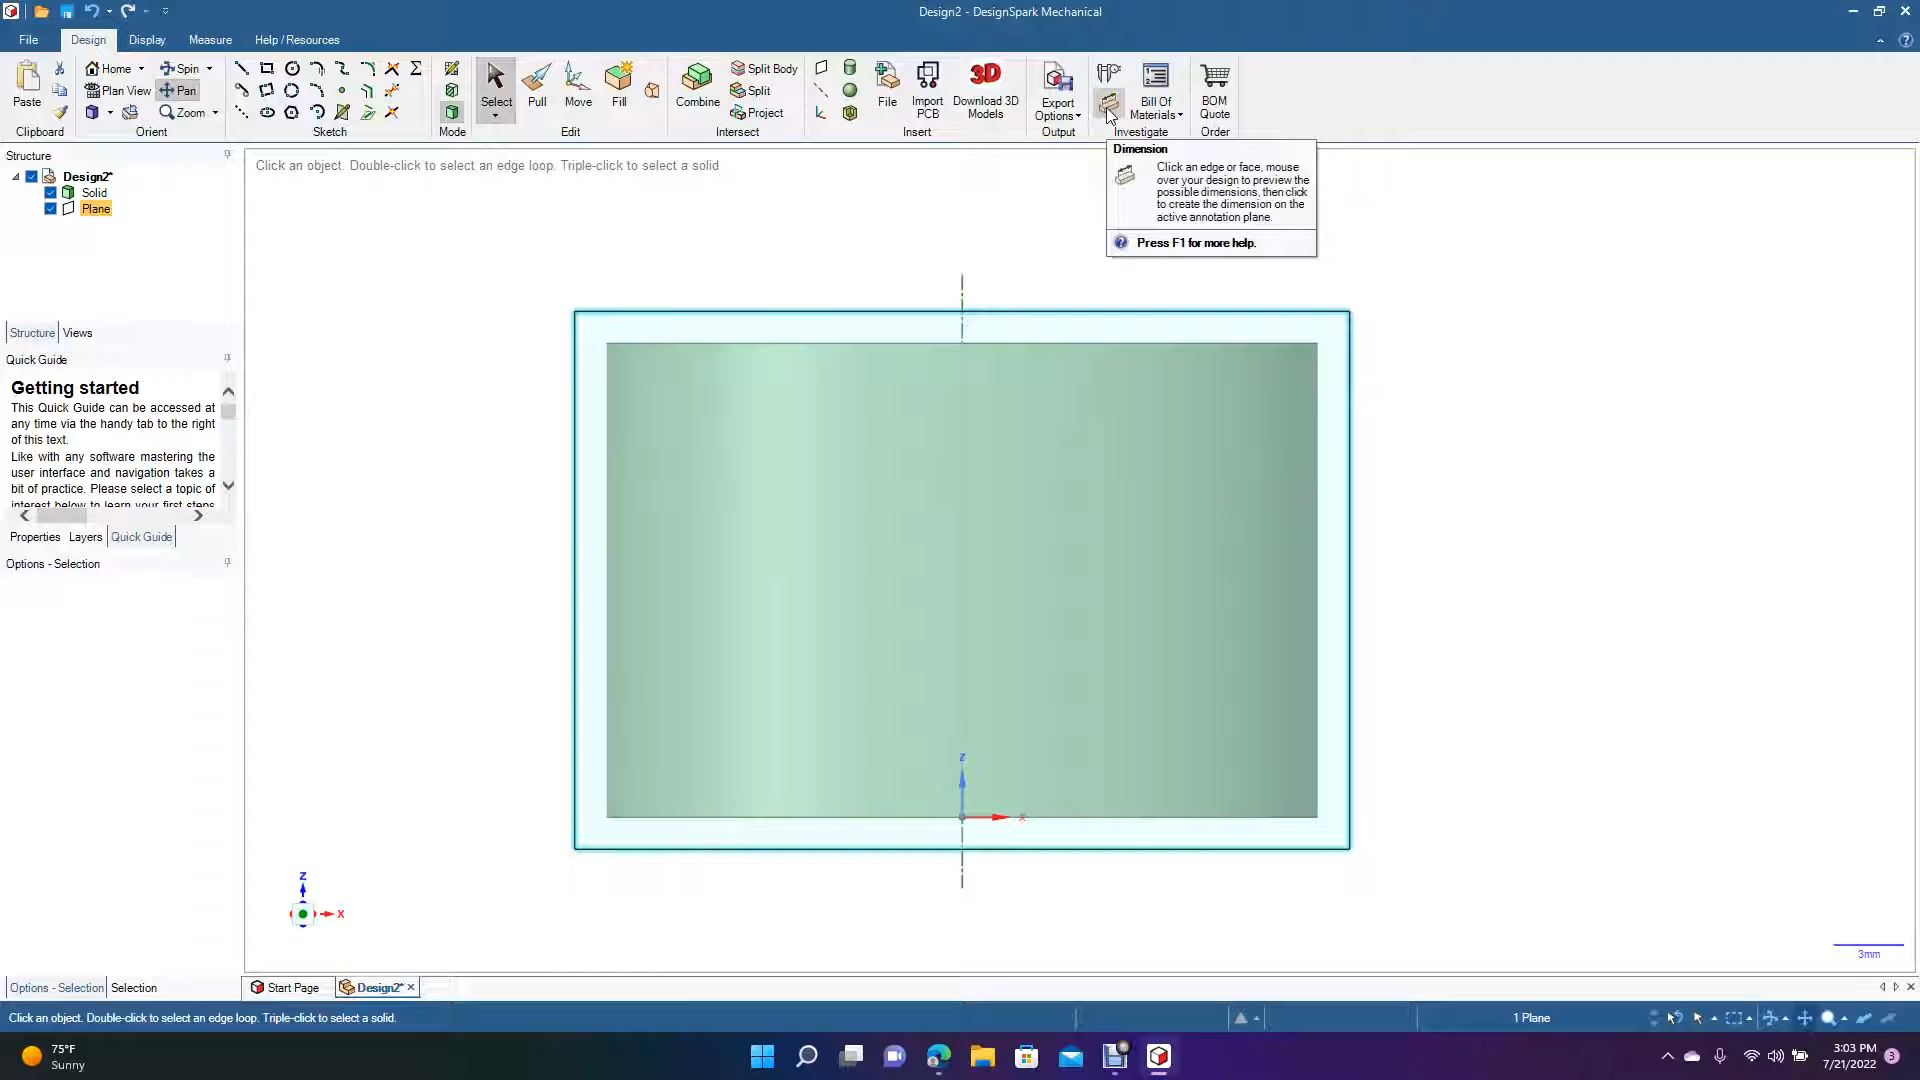 Design2 - DesignSpark Mechanical
File
Design
Display
Measure
Help / Resources
Paste
Home
Spin
Plan View
Pan
Zoom
Σ
Select
Pull
Move
Fill
Combine
Split Body
Split
Project
File
Import
PCB
3D
Download 3D
Models
Export
Options
Bill Of
Materials
BOM
Quote
Clipboard
Orient
Sketch
Mode
Edit
Intersect
Insert
Output
Investigate
Order
Structure
Design2*
Solid
Plane
Click an object. Double-click to select an edge loop. Triple-click to select a solid
Dimension
Click an edge or face, mouse
over your design to preview the
possible dimensions, then click
to create the dimension on the
active annotation plane.
Press F1 for more help.
Structure
Views
Quick Guide
Getting started
This Quick Guide can be accessed at
any time via the handy tab to the right
of this text.
Like with any software mastering the
user interface and navigation takes a
bit of practice. Please select a topic of
interest below to learn your first steps
Properties
Layers
Quick Guide
Options - Selection
Z
X
Z
X
3mm
Options - Selection
Selection
Start Page
Design2*
Click an object. Double-click to select an edge loop. Triple-click to select a solid.
1 Plane
75°F
Sunny
3:03 PM
7/21/2022
3